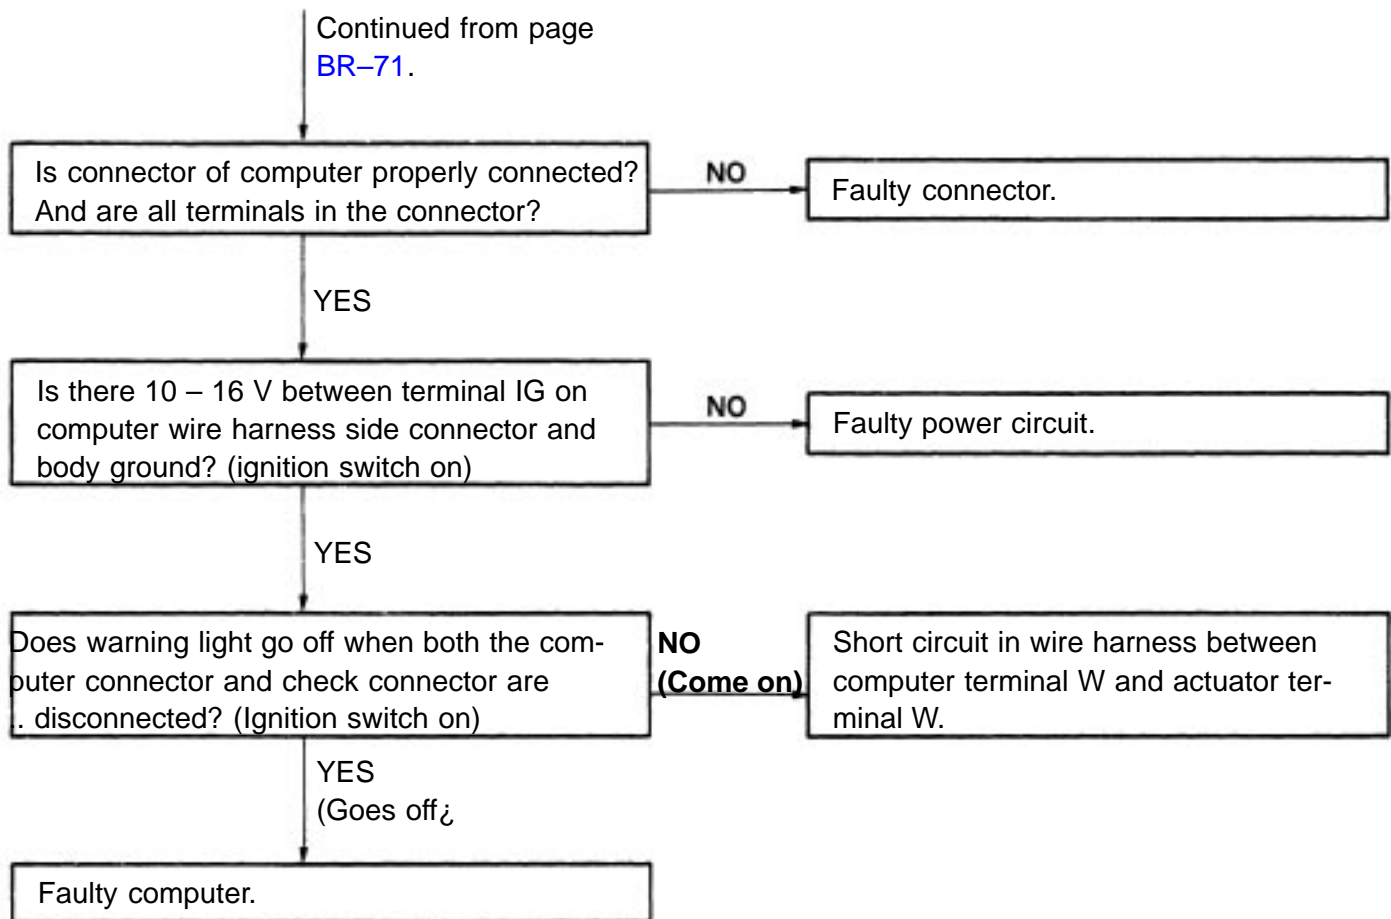 Continued from page
BR–71.
Is connector of computer properly connected?
And are all terminals in the connector?
NO
Faulty connector.
YES
Is there 10 – 16 V between terminal IG on
computer wire harness side connector and
body ground? (ignition switch on)
NO
Faulty power circuit.
YES
Does warning light go off when both the com-
puter connector and check connector are
.. disconnected? (Ignition switch on)
NO
(Come on)
Short circuit in wire harness between
computer terminal W and actuator ter-
minal W.
YES
(Goes off¿
Faulty computer.